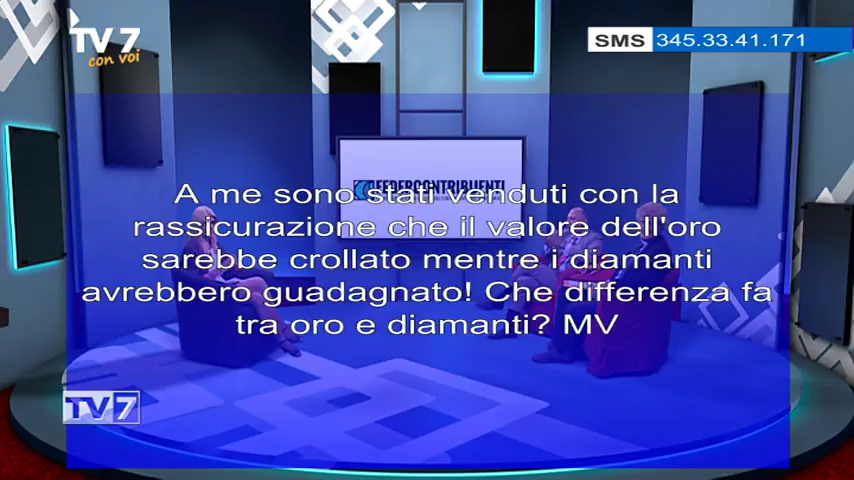 TV7
con voi
SMS 345.33.41.171
FEDERCONTRIBUENTI
A me sono stati venduti con la
rassicurazione che il valore dell'oro
sarebbe crollato mentre i diamanti
avrebbero guadagnato! Che differenza fa
tra oro e diamanti? MV
TV7